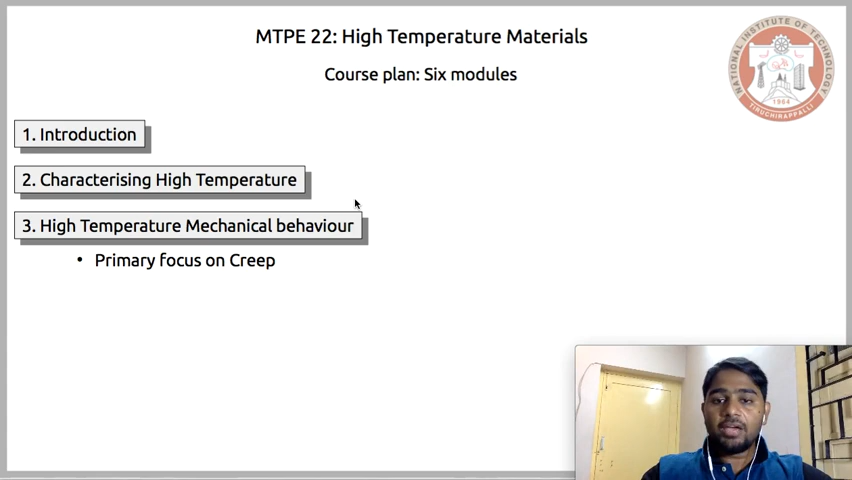 MTPE 22: High Temperature Materials
Course plan: Six modules
NATIONAL INSTITUTE OF TECHNOLOGY
1964
TIRUCHIRAPPALLI
1. Introduction
2. Characterising High Temperature
3. High Temperature Mechanical behaviour
• Primary focus on Creep